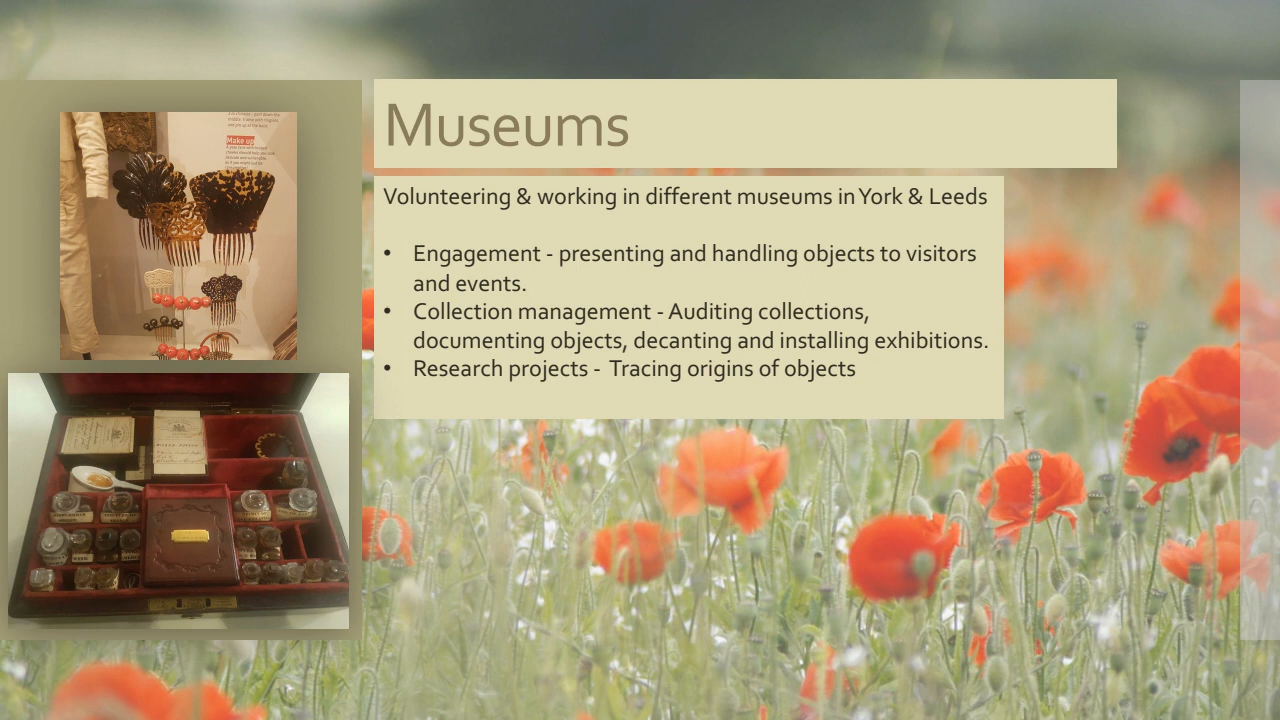 Make up
Museums
Volunteering & working in different museums in York & Leeds
• Engagement - presenting and handling objects to visitors
and events.
• Collection management - Auditing collections,
documenting objects, decanting and installing exhibitions.
• Research projects - Tracing origins of objects